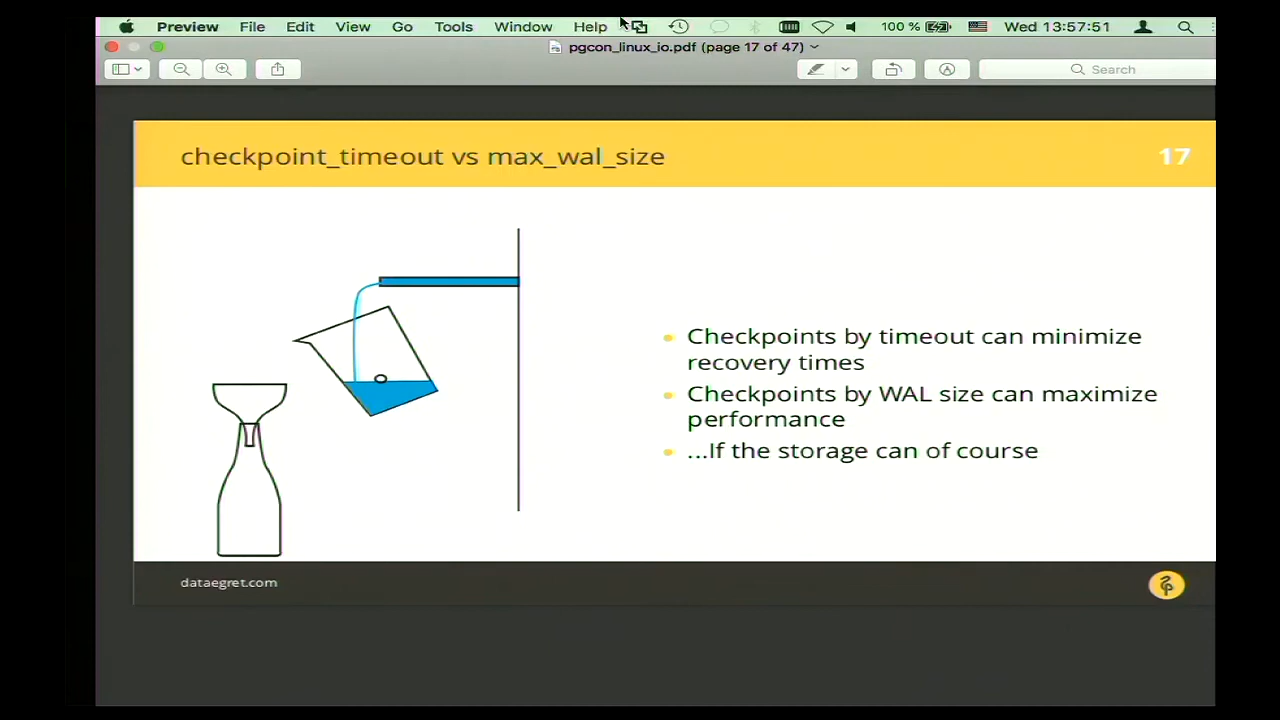 Preview File Edit View Go Tools Window Help 100 % Wed 13:57:51
pgcon_linux_io.pdf (page 17 of 47)
Search
checkpoint_timeout vs max_wal_size 17
Checkpoints by timeout can minimize
recovery times
Checkpoints by WAL size can maximize
performance
...If the storage can of course
dataegret.com